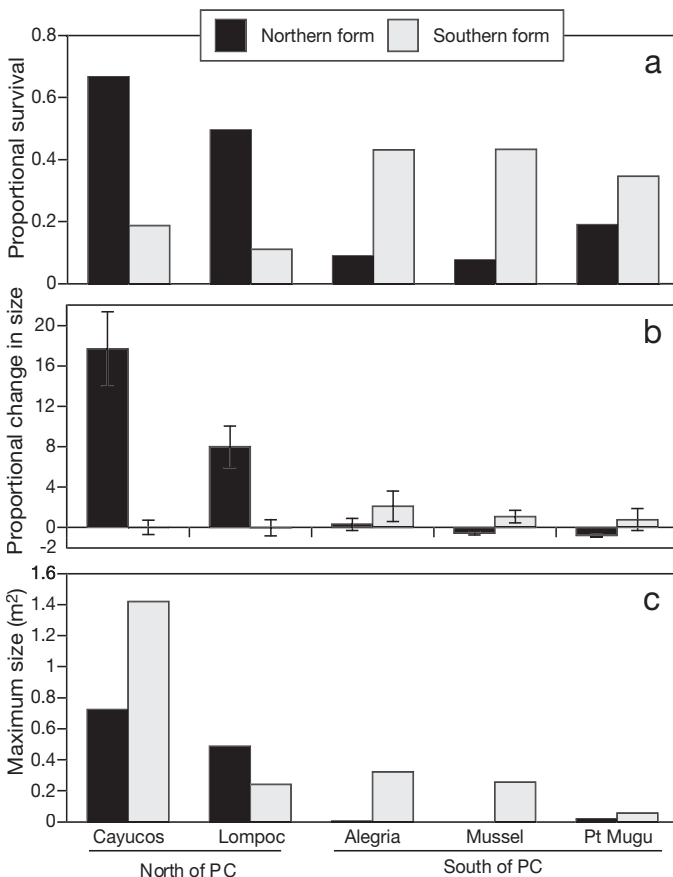 Northern form Southern form
a
Proportional survival
0.8
0.6
0.4
0.2
0
b
Proportional change in size
20
16
12
8
4
0
-2
c
Maximum size (m²)
1.6
1.4
1.2
1
0.8
0.6
0.4
0.2
0
Cayucos Lompoc Alegria Mussel Pt Mugu
North of PC South of PC